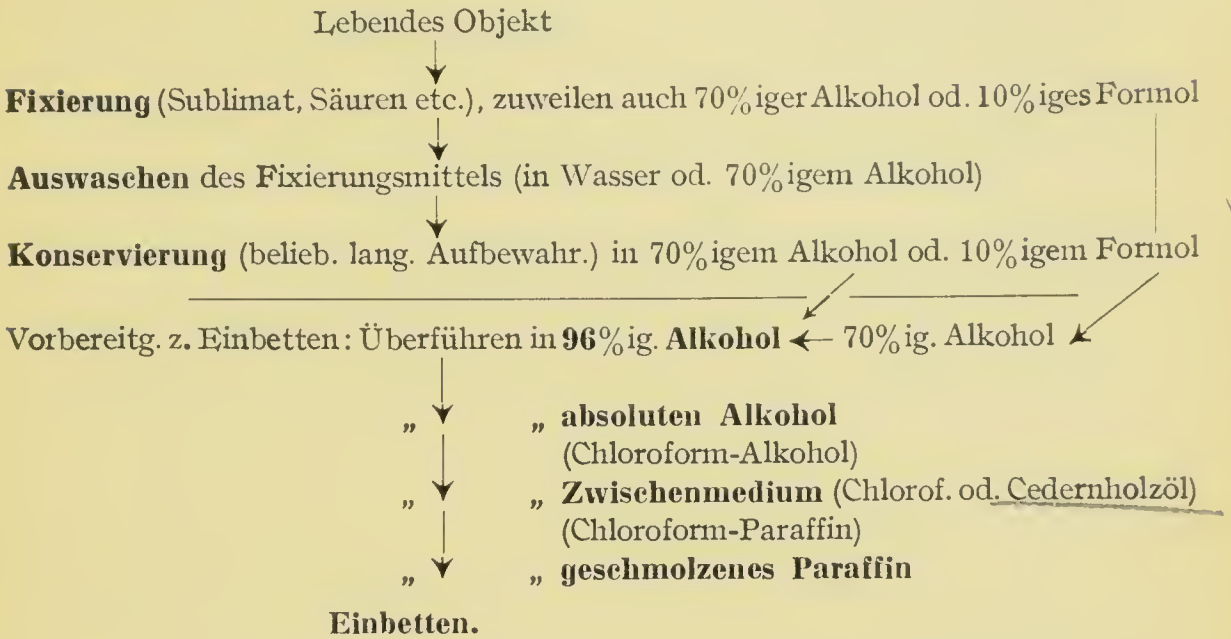 Lebendes Objekt
Fixierung (Sublimat, Säuren etc.), zuweilen auch 70%iger Alkohol od. 10%iges Formol
Auswaschen des Fixierungsmittels (in Wasser od. 70%igem Alkohol)
Konservierung (belieb. lang. Aufbewahr.) in 70%igem Alkohol od. 10%igem Formol
Vorbereitg. z. Einbetten: Überführen in 96%ig. Alkohol ← 70%ig. Alkohol
„ „ absoluten Alkohol
(Chloroform-Alkohol)
„ „ Zwischenmedium (Chlorof. od. Cedernholzöl)
(Chloroform-Paraffin)
„ „ geschmolzenes Paraffin
Einbetten.